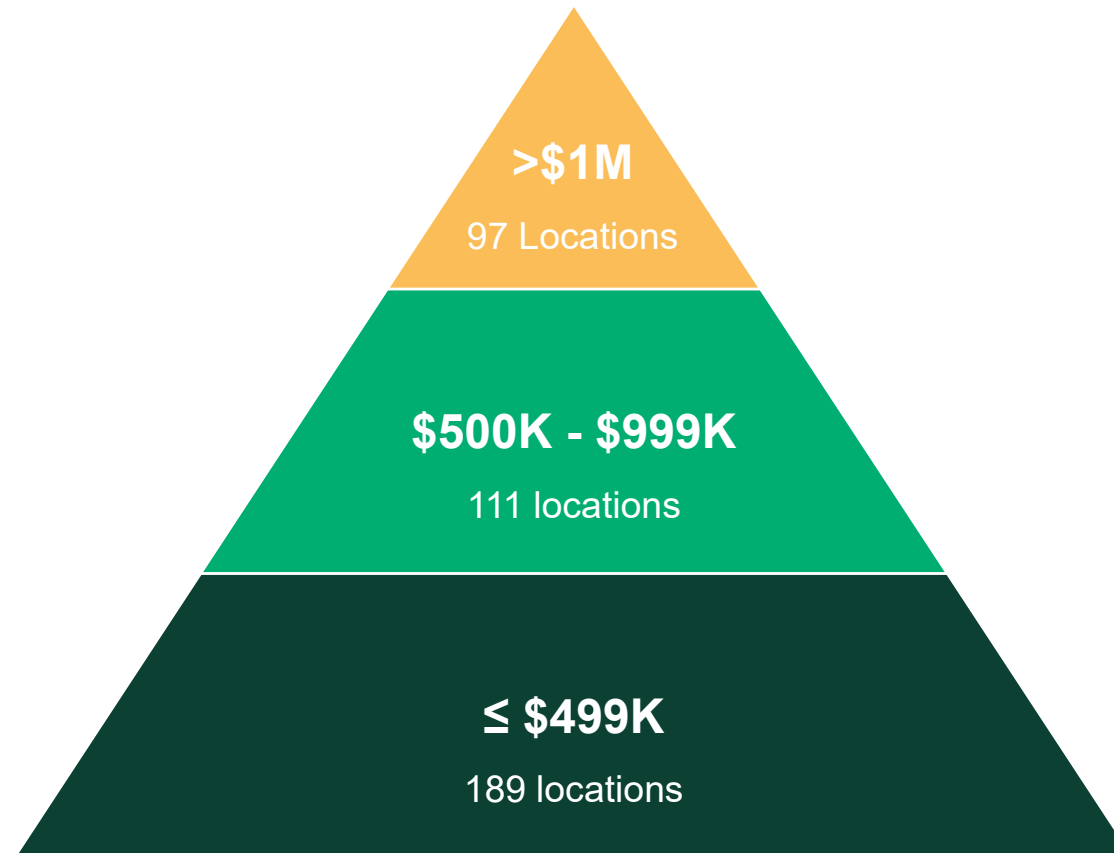 >$1M
97 Locations
$500K - $999K
111 locations
≤ $499K
189 locations